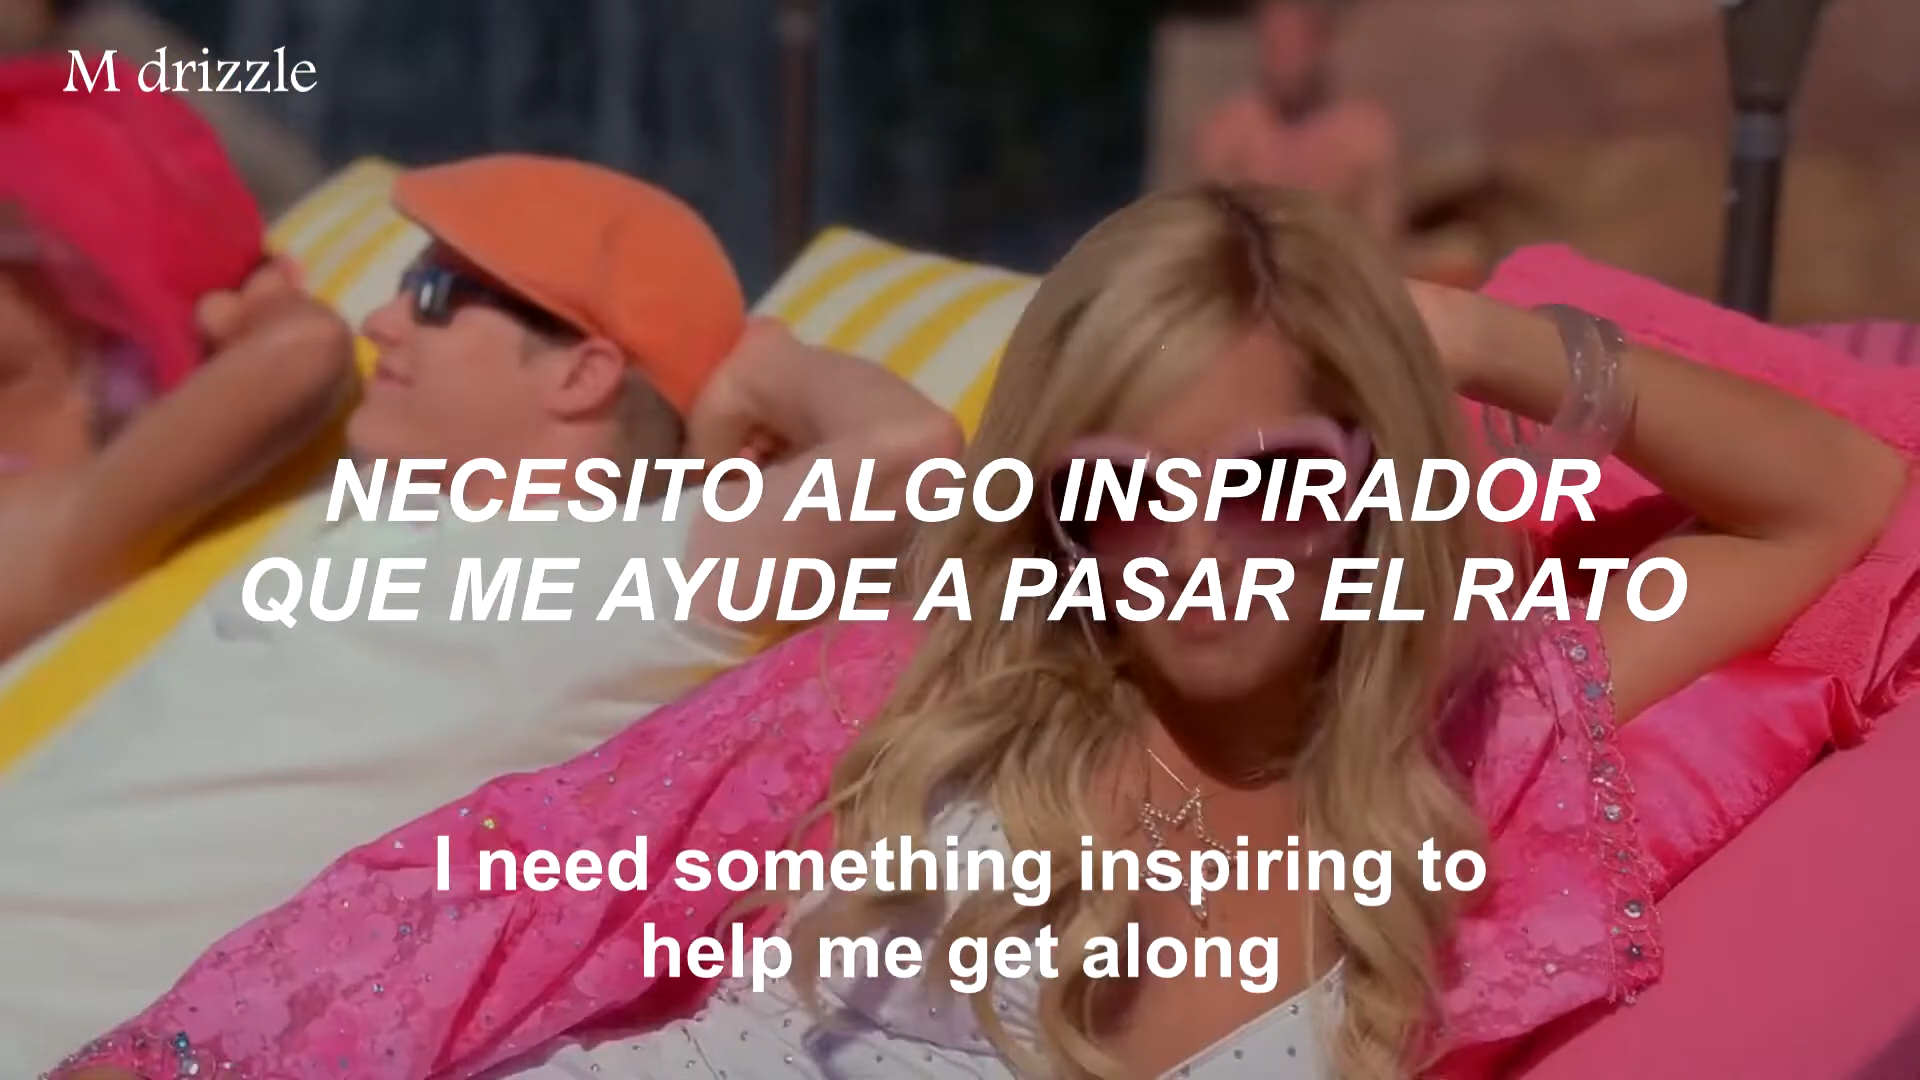 M drizzle
NECESITO ALGO INSPIRADOR
QUE ME AYUDE A PASAR EL RATO
I need something inspiring to
help me get along